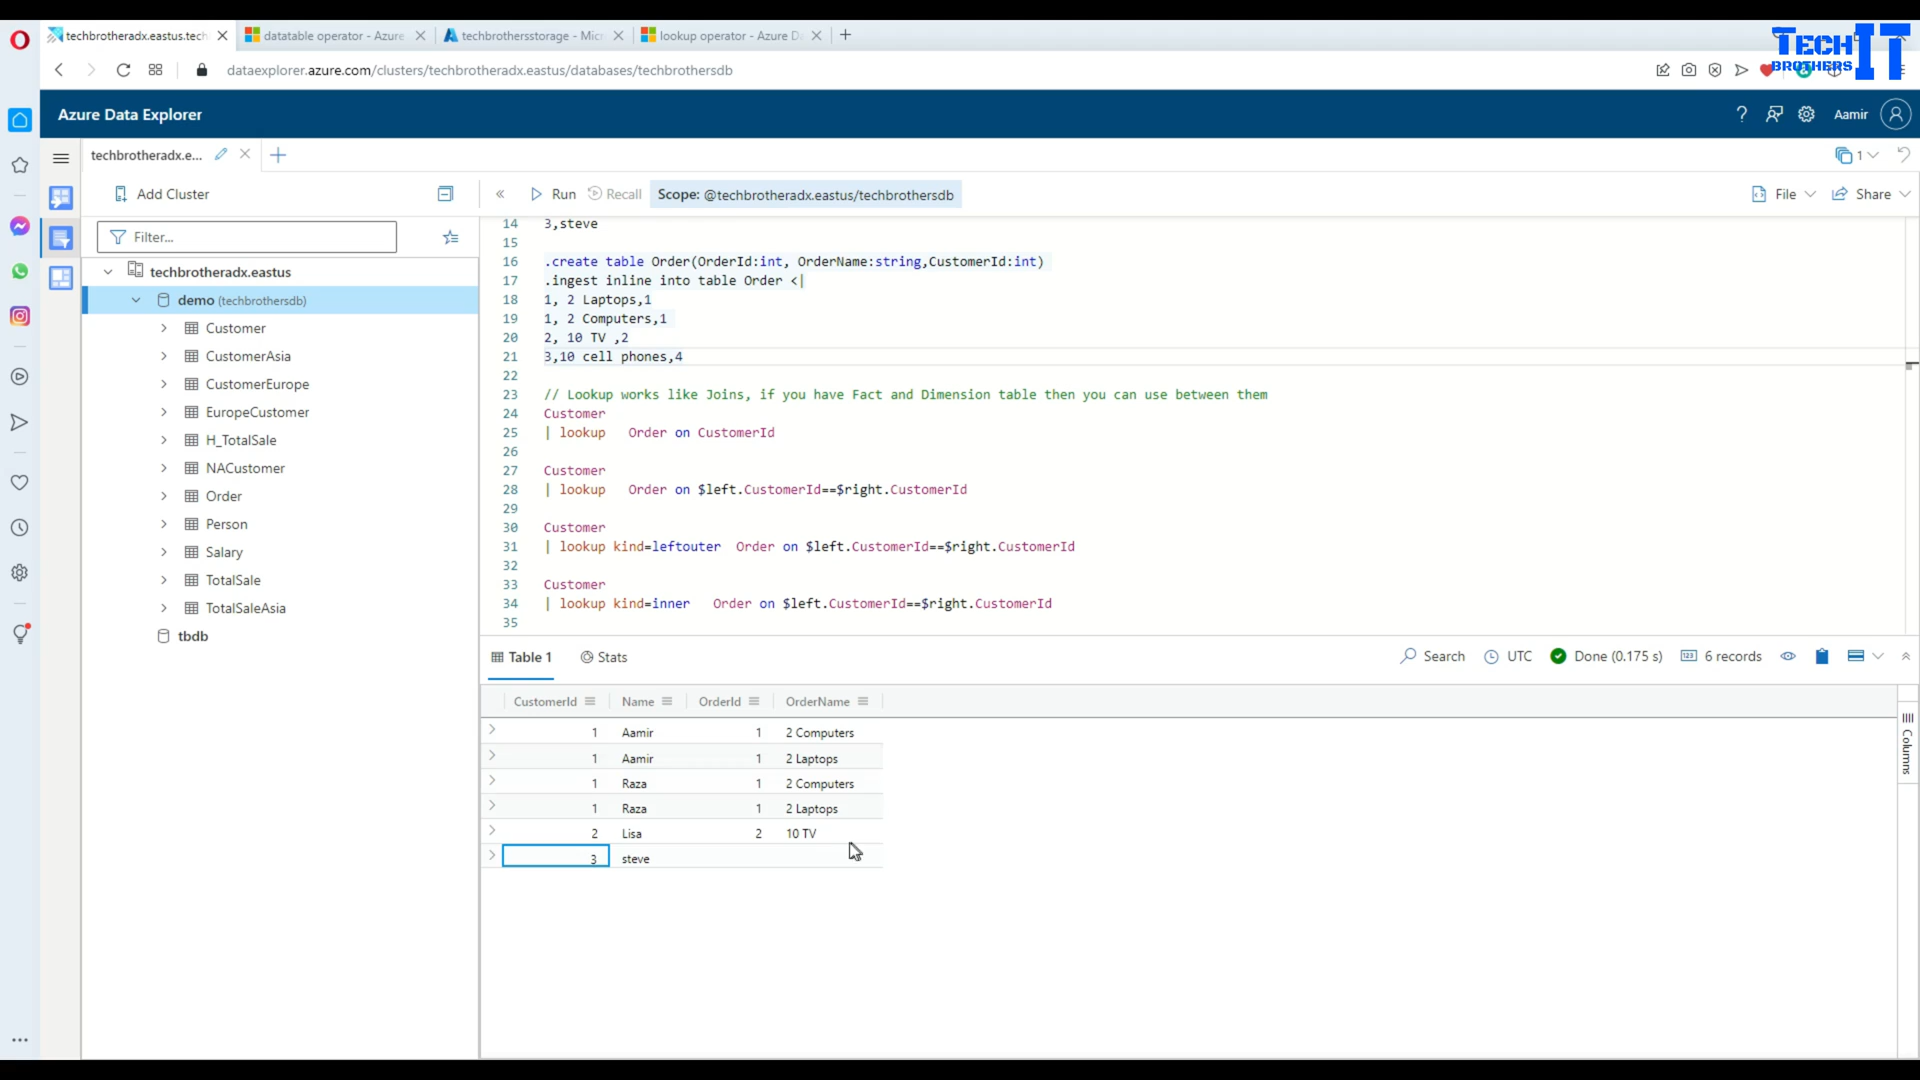 techbrotheradx.eastus.tech
datatable operator - Azure
techbrothersstorage - Micr
lookup operator - Azure D
TECH IT
BROTHERS
dataexplorer.azure.com/clusters/techbrotheradx.eastus/databases/techbrothersdb
Azure Data Explorer
Aamir
techbrotheradx.e...
1
Add Cluster
Run
Recall
Scope: @techbrotheradx.eastus/techbrothersdb
File
Share
Filter...
techbrotheradx.eastus
demo (techbrothersdb)
Customer
CustomerAsia
CustomerEurope
EuropeCustomer
H_TotalSale
NACustomer
Order
Person
Salary
TotalSale
TotalSaleAsia
tbdb
14 3,steve
15
16 .create table Order(OrderId:int, OrderName:string,CustomerId:int)
17 .ingest inline into table Order <|
18 1, 2 Laptops,1
19 1, 2 Computers,1
20 2, 10 TV ,2
21 3,10 cell phones,4
22
23 // Lookup works like Joins, if you have Fact and Dimension table then you can use between them
24 Customer
25 | lookup Order on CustomerId
26
27 Customer
28 | lookup Order on $left.CustomerId==$right.CustomerId
29
30 Customer
31 | lookup kind=leftouter Order on $left.CustomerId==$right.CustomerId
32
33 Customer
34 | lookup kind=inner Order on $left.CustomerId==$right.CustomerId
35
Table 1
Stats
Search
UTC
Done (0.175 s)
6 records
CustomerId Name OrderId OrderName
1 Aamir 1 2 Computers
1 Aamir 1 2 Laptops
1 Raza 1 2 Computers
1 Raza 1 2 Laptops
2 Lisa 2 10 TV
3 steve
Columns